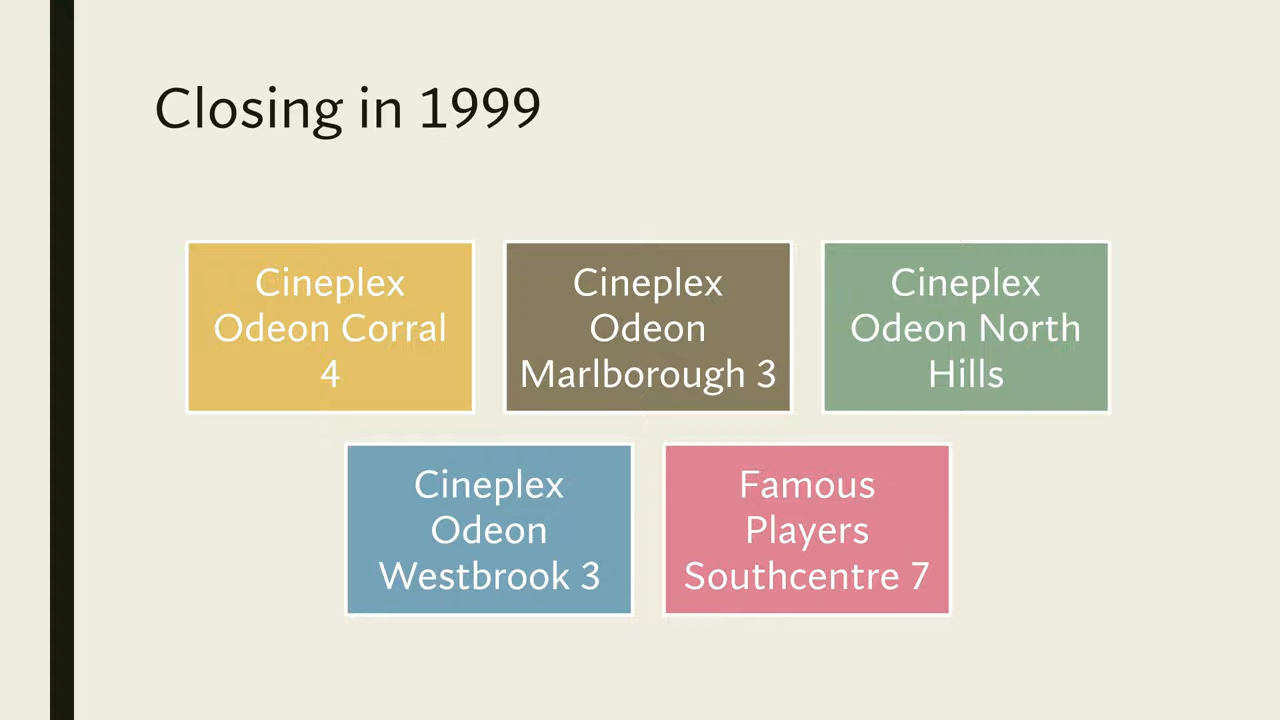 Closing in 1999
Cineplex
Odeon Corral
4
Cineplex
Odeon
Marlborough 3
Cineplex
Odeon North
Hills
Cineplex
Odeon
Westbrook 3
Famous
Players
Southcentre 7